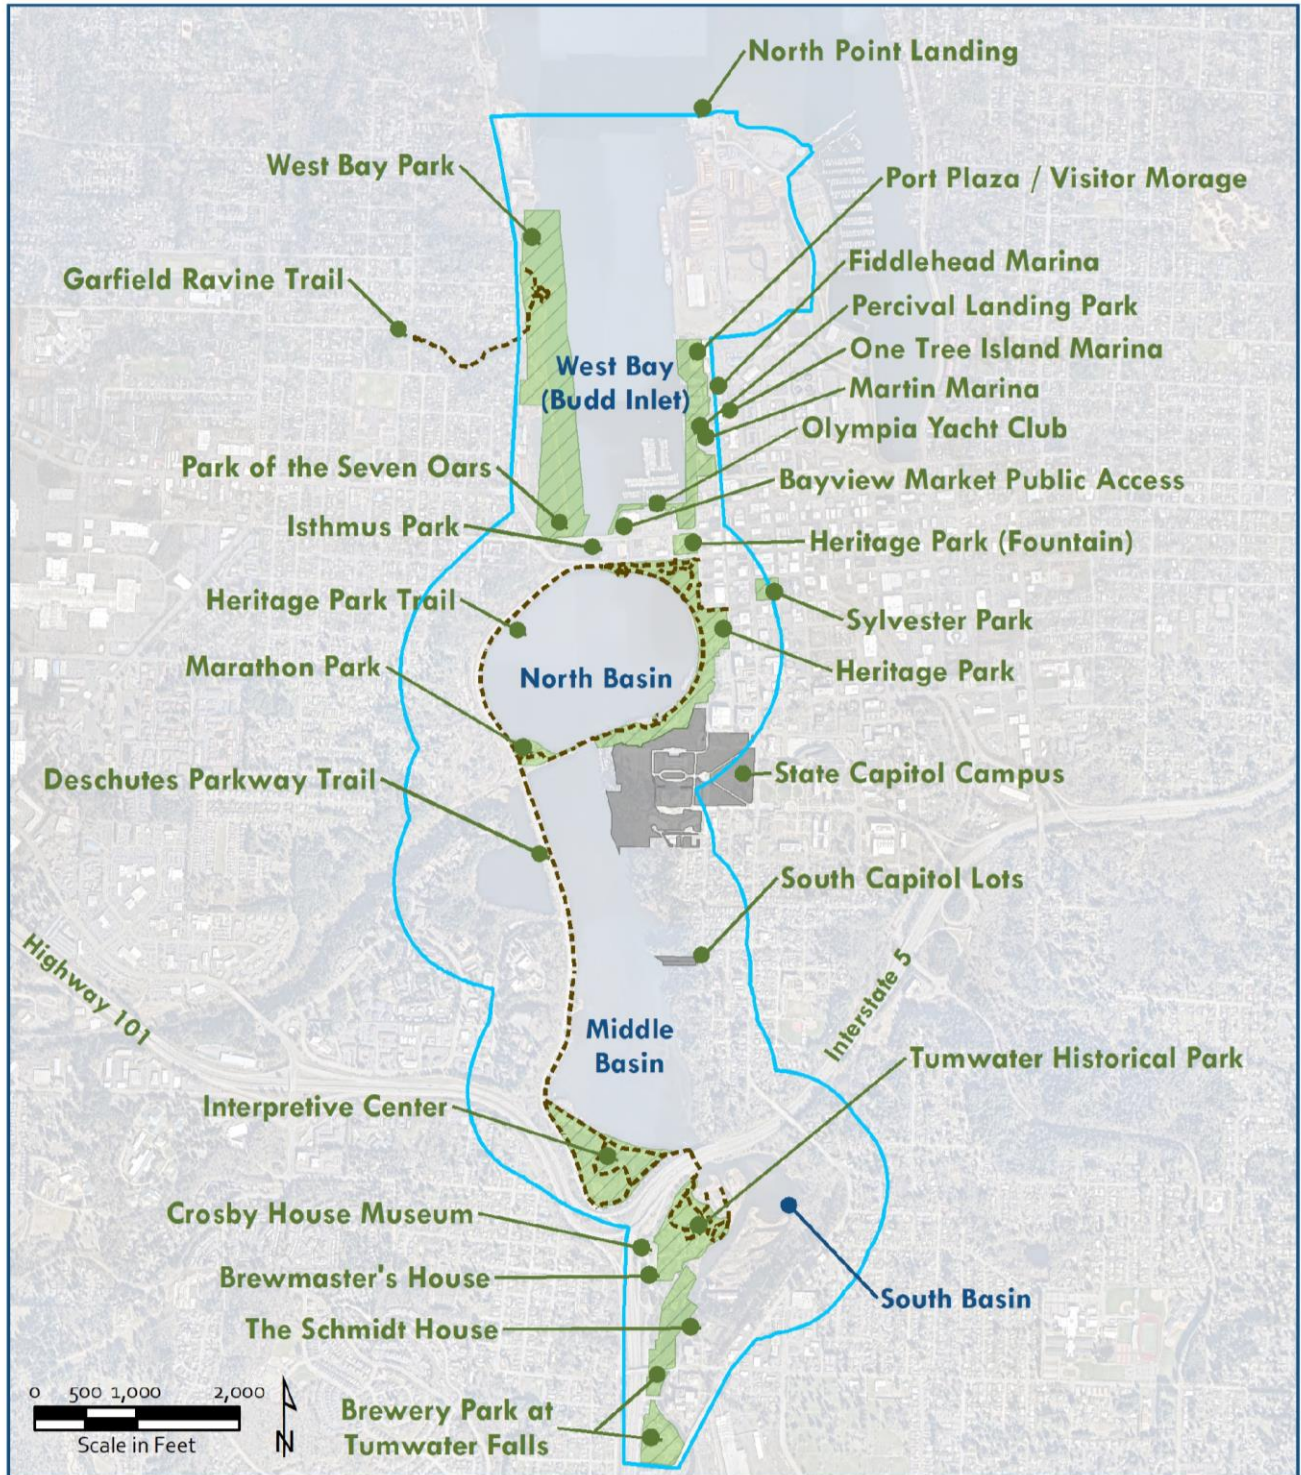 North Point Landing
West Bay Park
Port Plaza / Visitor Morage
Garfield Ravine Trail
Fiddlehead Marina
Percival Landing Park
One Tree Island Marina
West Bay
(Budd Inlet)
Martin Marina
Olympia Yacht Club
Park of the Seven Oars
Bayview Market Public Access
Isthmus Park
Heritage Park (Fountain)
Heritage Park Trail
Sylvester Park
Marathon Park
North Basin
Heritage Park
Deschutes Parkway Trail
State Capitol Campus
South Capitol Lots
Highway 101
Interstate 5
Middle
Basin
Tumwater Historical Park
Interpretive Center
Crosby House Museum
Brewmaster's House
South Basin
The Schmidt House
0 500 1,000 2,000
Scale in Feet
N
Brewery Park at
Tumwater Falls